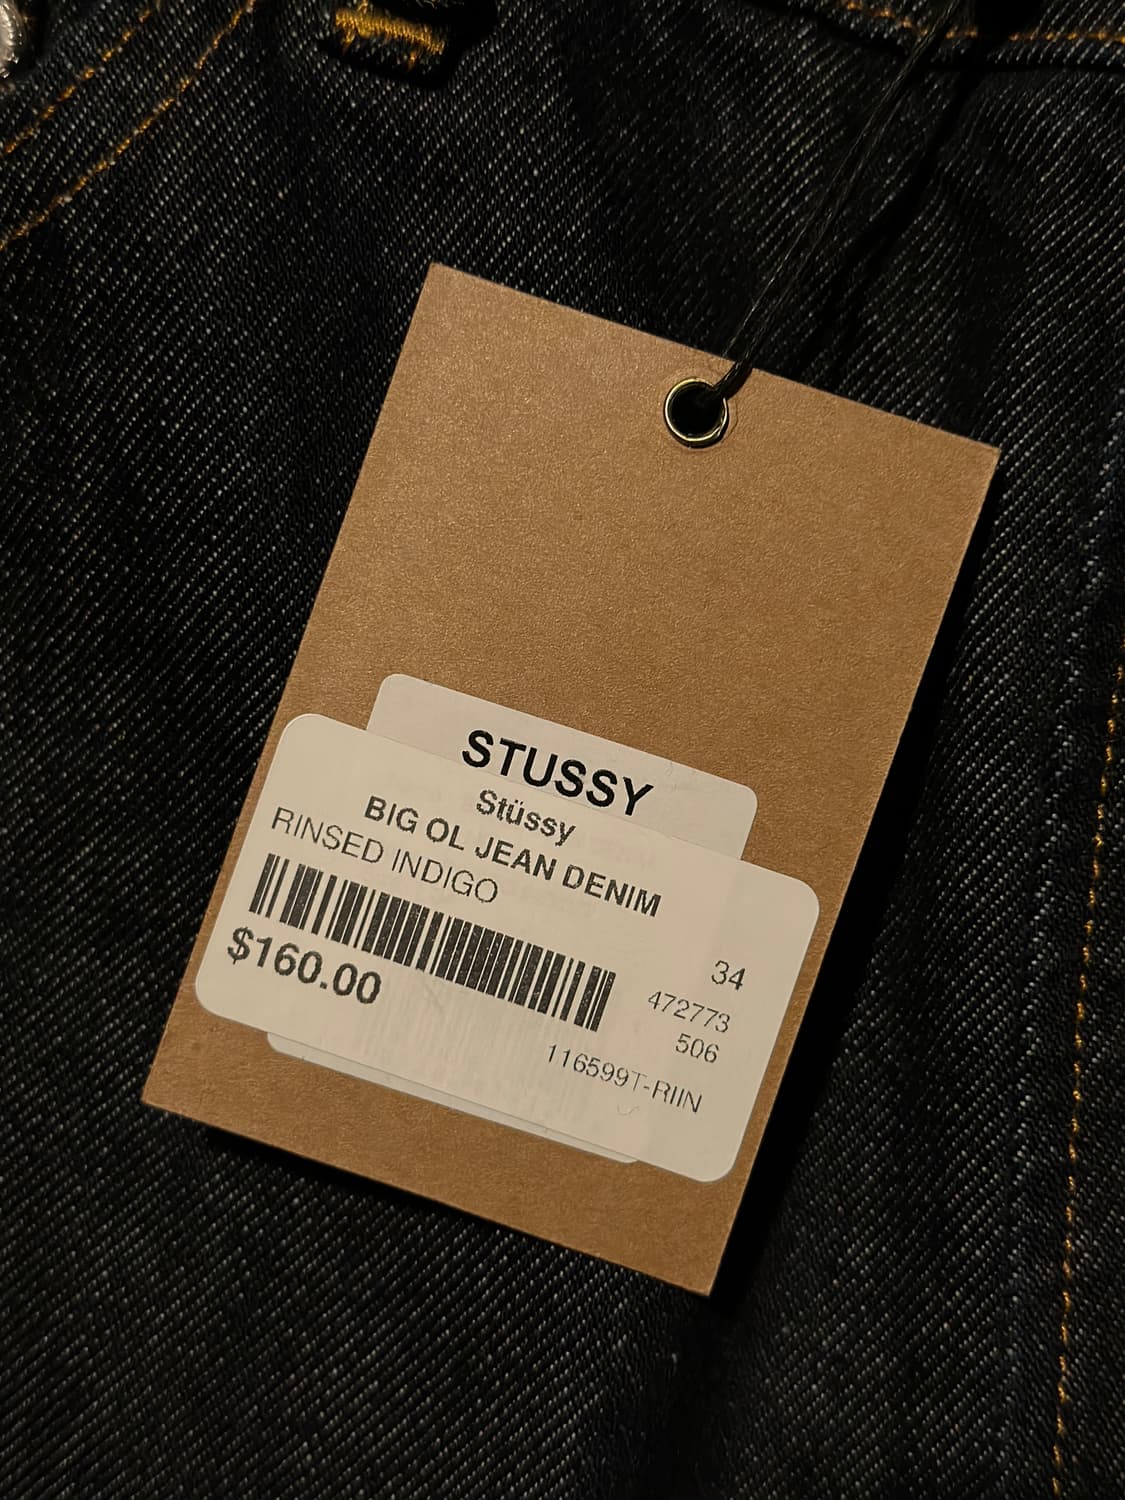 STUSSY
Stüssy
BIG OL JEAN DENIM
RINSED INDIGO
$160.00
34
472773
506
116599T-RIIN